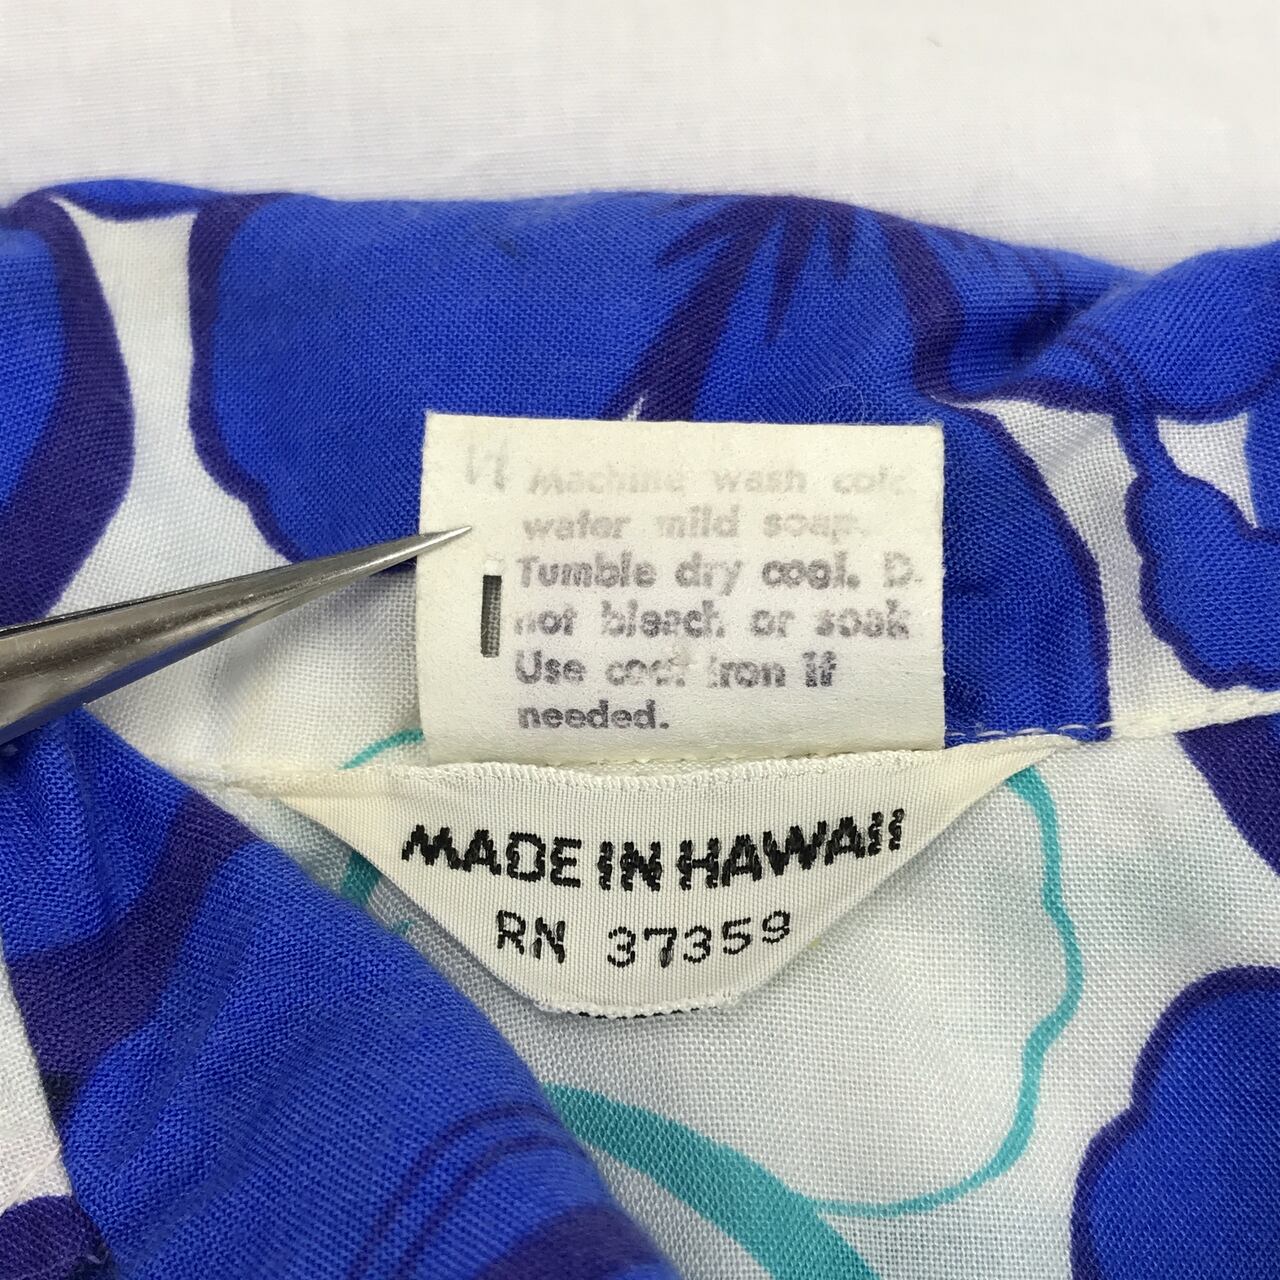 Machine wash cold
water mild soap.
Tumble dry cool. D
not bleach or soak
Use cool iron if
needed.
MADE IN HAWAII
RN 37359